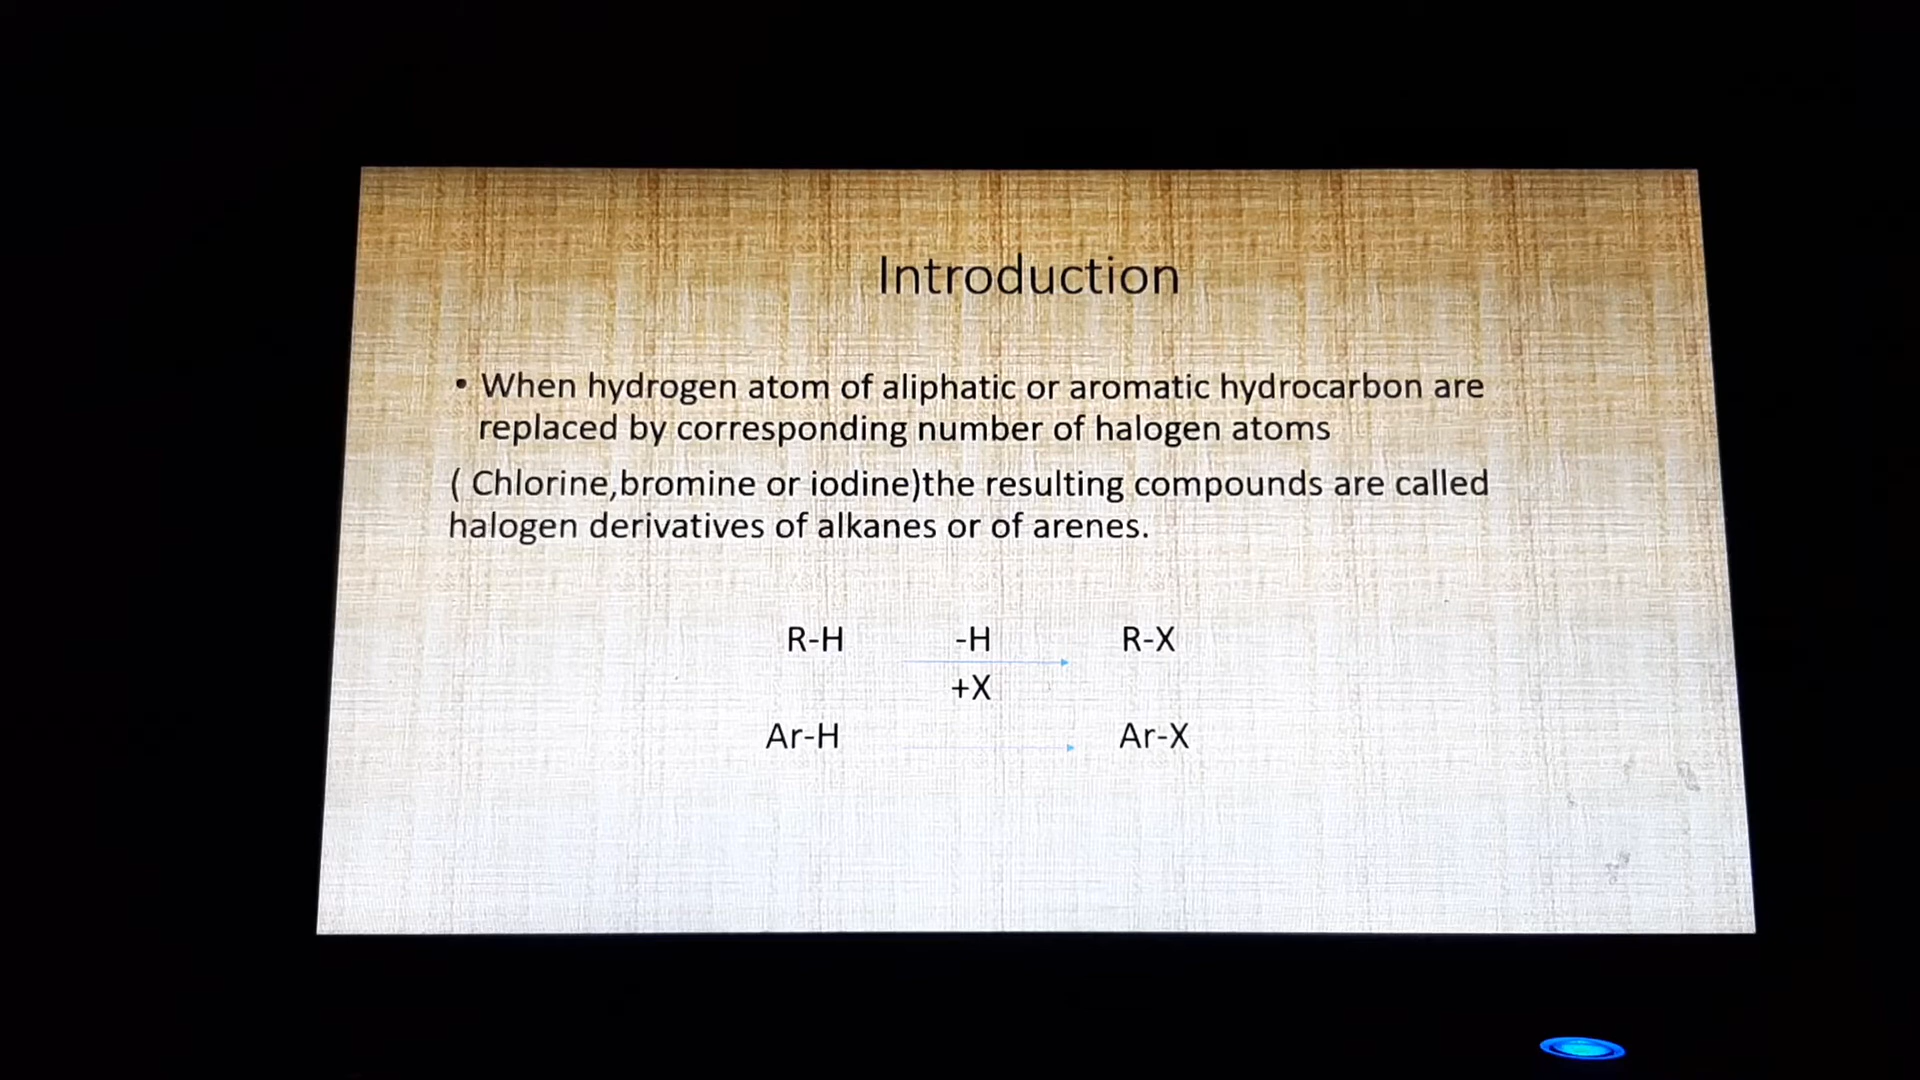 Introduction
• When hydrogen atom of aliphatic or aromatic hydrocarbon are
replaced by corresponding number of halogen atoms
( Chlorine,bromine or iodine)the resulting compounds are called
halogen derivatives of alkanes or of arenes.
R-H -H R-X
+X
Ar-H Ar-X